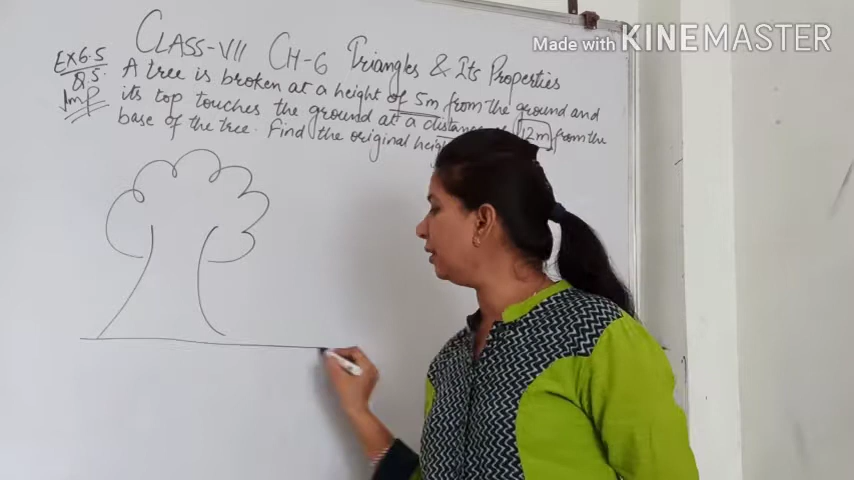 Made with KINEMASTER
CLASS-VII CH-6 Triangles & Its Properties
EX 6.5
Q.5. A tree is broken at a height of 5m from the ground and
Imp its top touches the ground at a distance 12m from the
base of the tree. Find the original